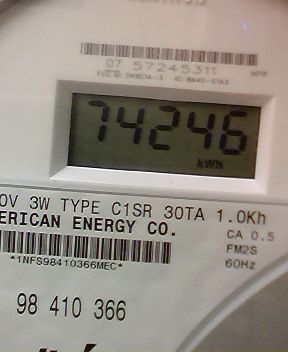 07 57245311
74246
kWh
0V 3W TYPE C1SR 30TA 1.0Kh
ERICAN ENERGY CO.
CA 0.5
FM2S
60Hz
*1NFS98410366MEC*
98 410 366